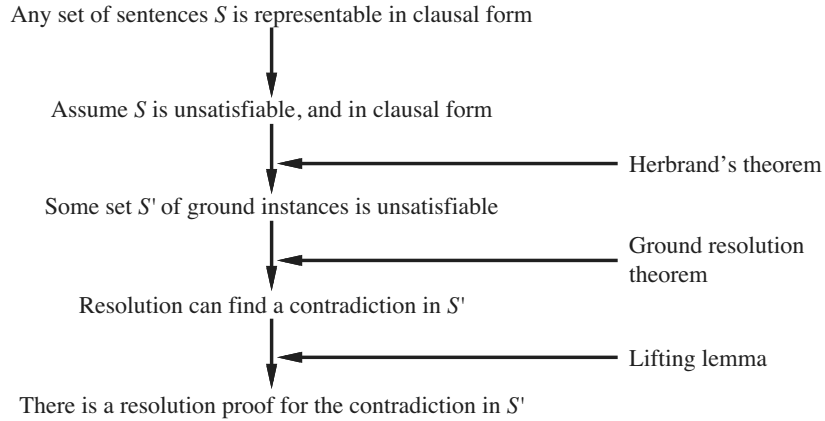 Any set of sentences S is representable in clausal form
Assume S is unsatisfiable, and in clausal form
Herbrand’s theorem
Some set S' of ground instances is unsatisfiable
Ground resolution
theorem
Resolution can find a contradiction in S'
Lifting lemma
There is a resolution proof for the contradiction in S'